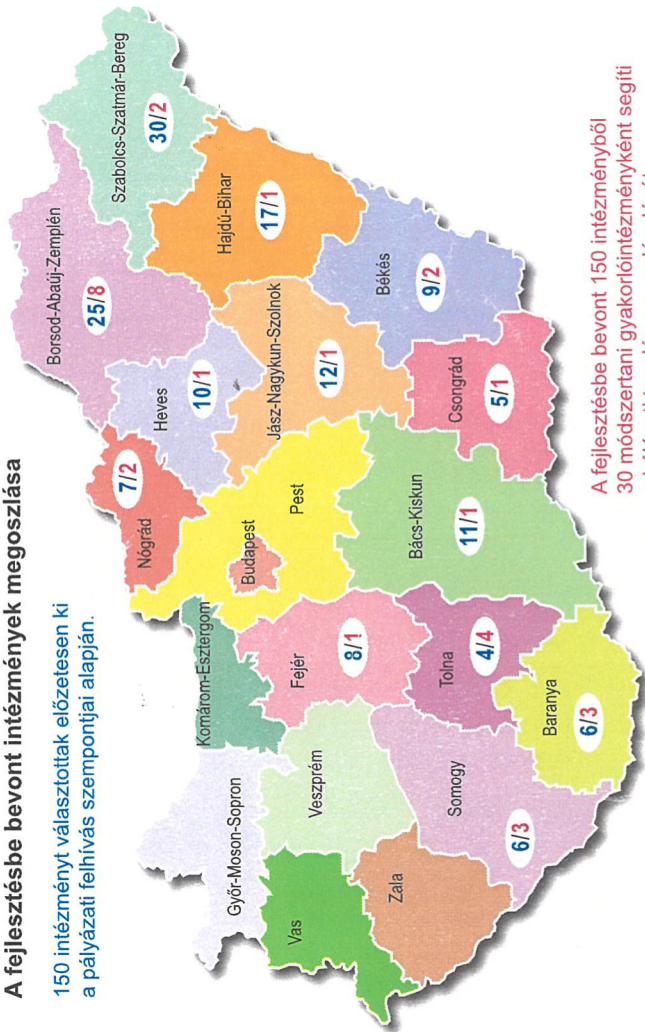 A fejlesztésbe bevont intézmények megoszlása
150 intézményt választottak előzetesen ki
a pályázati felhívás szempontjai alapján.
Borsod-Abaúj-Zemplén
25/8
Szabolcs-Szatmár-Bereg
30/2
Nógrád
7/2
Heves
10/1
Hajdú-Bihar
17/1
Győr-Moson-Sopron
Komárom-Esztergom
Budapest
Pest
Jász-Nagykun-Szolnok
12/1
Vas
Veszprém
Fejér
8/1
Békés
9/2
Zala
Somogy
6/3
Tolna
4/4
Bács-Kiskun
11/1
Csongrád
5/1
Baranya
6/3
A fejlesztésbe bevont 150 intézményből
30 módszertani gyakorlóintézményként segíti